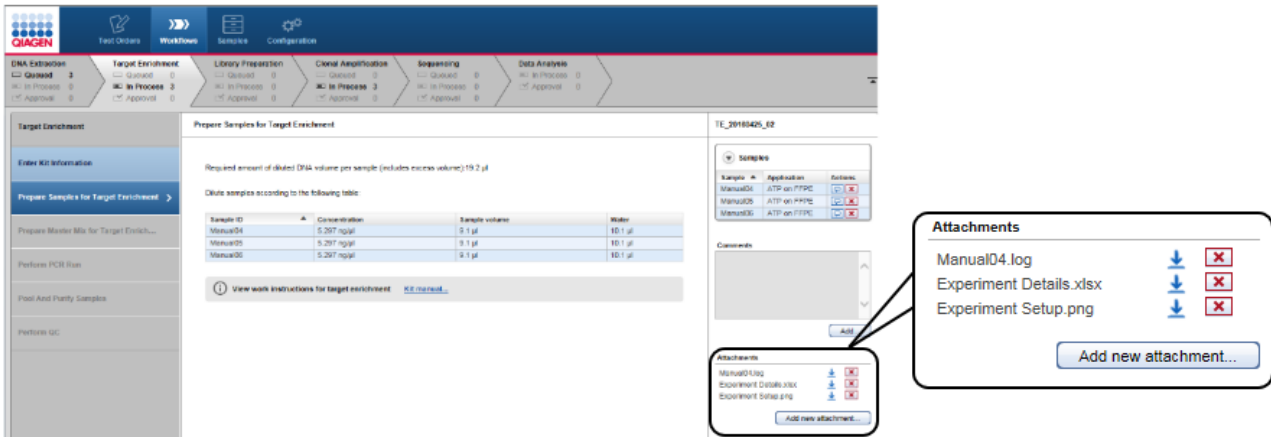 QIAGEN
Test Orders
Workflows
Samples
Configuration
DNA Extraction
Queued 3
In Process 0
Approval 0
Target Enrichment
Queued 0
In Process 3
Approval 0
Library Preparation
Queued 0
In Process 0
Approval 0
Clonal Amplification
Queued 0
In Process 3
Approval 0
Sequencing
Queued 0
In Process 0
Approval 0
Data Analysis
In Process 0
Approval 0
Target Enrichment
Enter Kit Information
Prepare Samples for Target Enrichment
Prepare Master Mix for Target Enrich....
Perform PCR Run
Pool And Purify Samples
Perform QC
Prepare Samples for Target Enrichment
Required amount of diluted DNA volume per sample (includes excess volume):19.2 µl
Dilute samples according to the following table:
Sample ID Concentration Sample volume Water
Manual04 5.297 ng/µl 9.1 µl 10.1 µl
Manual05 5.297 ng/µl 9.1 µl 10.1 µl
Manual06 5.297 ng/µl 9.1 µl 10.1 µl
View work instructions for target enrichment Kit manual...
TE_20180425_02
Samples
Sample Application Actions
Manual04 ATP on FFPE
Manual05 ATP on FFPE
Manual06 ATP on FFPE
Comments
Add
Attachments
Manual04.log
Experiment Details.xlsx
Experiment Setup.png
Add new attachment...
Attachments
Manual04.log
Experiment Details.xlsx
Experiment Setup.png
Add new attachment...